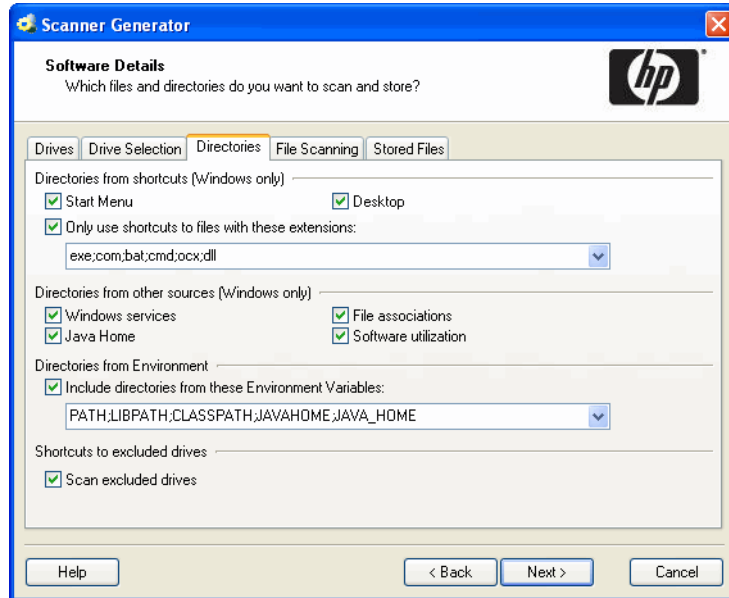 Scanner Generator
Software Details
Which files and directories do you want to scan and store?
hp
Drives Drive Selection Directories File Scanning Stored Files
Directories from shortcuts (Windows only)
Start Menu Desktop
Only use shortcuts to files with these extensions:
exe;com;bat;cmd;ocx;dll
Directories from other sources (Windows only)
Windows services File associations
Java Home Software utilization
Directories from Environment
Include directories from these Environment Variables:
PATH;LIBPATH;CLASSPATH;JAVAHOME;JAVA_HOME
Shortcuts to excluded drives
Scan excluded drives
Help < Back Next > Cancel